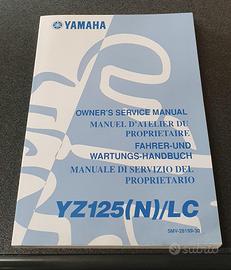 YAMAHA
OWNER'S SERVICE MANUAL
MANUEL D'ATELIER DU
PROPRIETAIRE
FAHRER-UND
WARTUNGS-HANDBUCH
MANUALE DI SERVIZIO DEL
PROPRIETARIO
YZ125(N)/LC
5MV-28199-30
subito